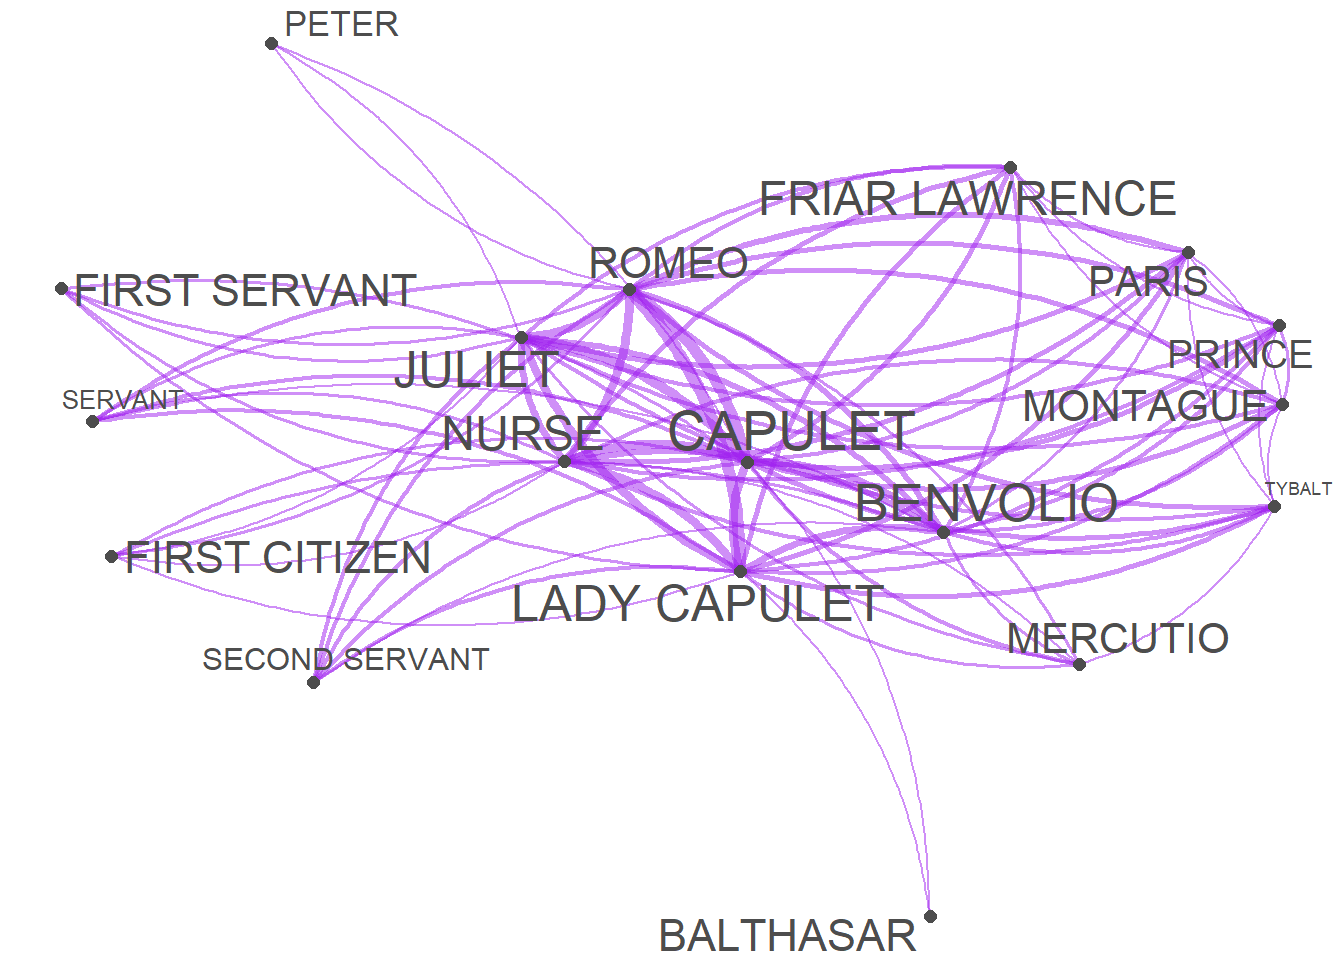 PETER
FRIAR LAWRENCE
ROMEO
PARIS
FIRST SERVANT
PRINCE
JULIET
SERVANT
MONTAGUE
NURSE
CAPULET
TYBALT
BENVOLIO
FIRST CITIZEN
LADY CAPULET
MERCUTIO
SECOND SERVANT
BALTHASAR